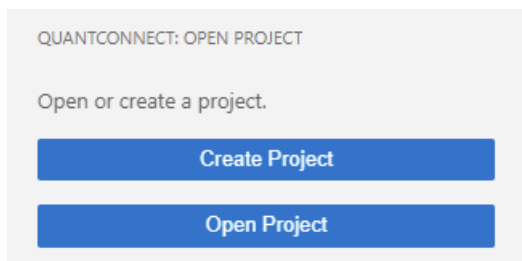 QUANTCONNECT: OPEN PROJECT
Open or create a project.
Create Project
Open Project